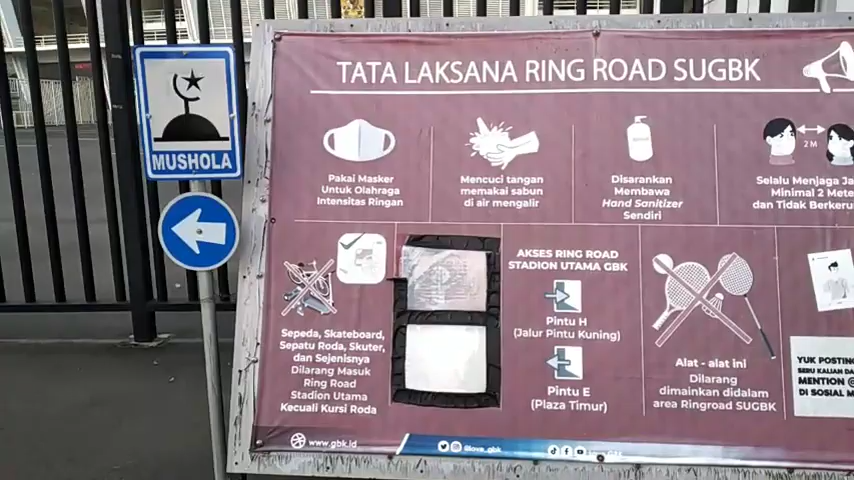 MUSHOLA
TATA LAKSANA RING ROAD SUGBK
Pakai Masker
Untuk Olahraga
Intensitas Ringan
Mencuci tangan
memakai sabun
di air mengalir
Disarankan
Membawa
Hand Sanitizer
Sendiri
2 M
Selalu Menjaga
Minimal 2
dan Tidak
Sepeda, Skateboard,
Sepatu Roda, Skuter,
dan Sejenisnya
Dilarang Masuk
Ring Road
Stadion Utama
Kecuali Kursi Roda
AKSES RING ROAD
STADION UTAMA GBK
Pintu H
(Jalur Pintu Kuning)
Pintu E
(Plaza Timur)
Alat - alat ini
Dilarang
dimainkan didalam
area Ringroad SUGBK
YUK POSTING
SERU KALIAN
MENTION
DI SOSIAL
www.gbk.id
@love_gbk